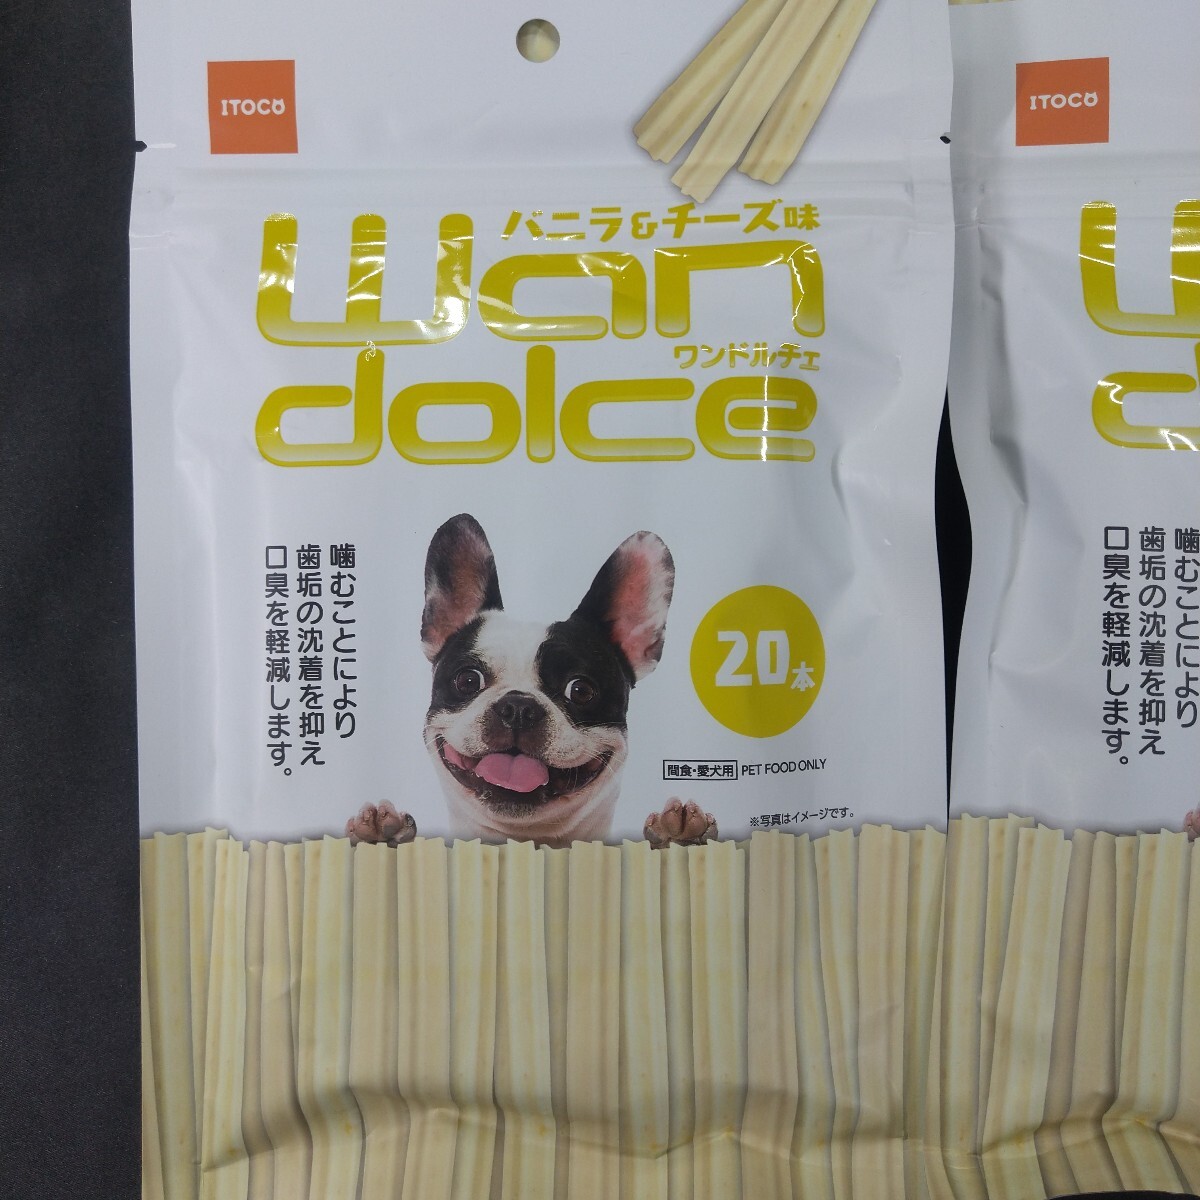 ITOCO
バニラ&チーズ味
wan
ワンドルチェ
dolce
噛むことにより
歯垢の沈着を抑え
口臭を軽減します。
20本
間食・愛犬用 PET FOOD ONLY
※写真はイメージです。
ITOCO
噛むことにより
歯垢の沈着を抑え
口臭を軽減します。